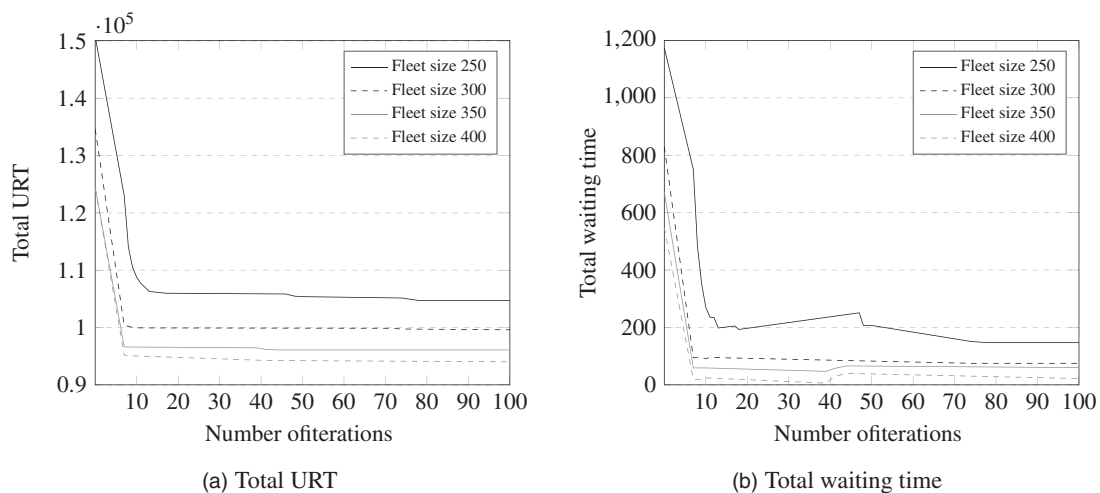 ·10⁵
1.5
1.4
1.3
1.2
1.1
1
0.9
Total URT
10 20 30 40 50 60 70 80 90 100
Number ofiterations
Fleet size 250
Fleet size 300
Fleet size 350
Fleet size 400
(a) Total URT
1,200
1,000
800
600
400
200
0
Total waiting time
10 20 30 40 50 60 70 80 90 100
Number ofiterations
Fleet size 250
Fleet size 300
Fleet size 350
Fleet size 400
(b) Total waiting time